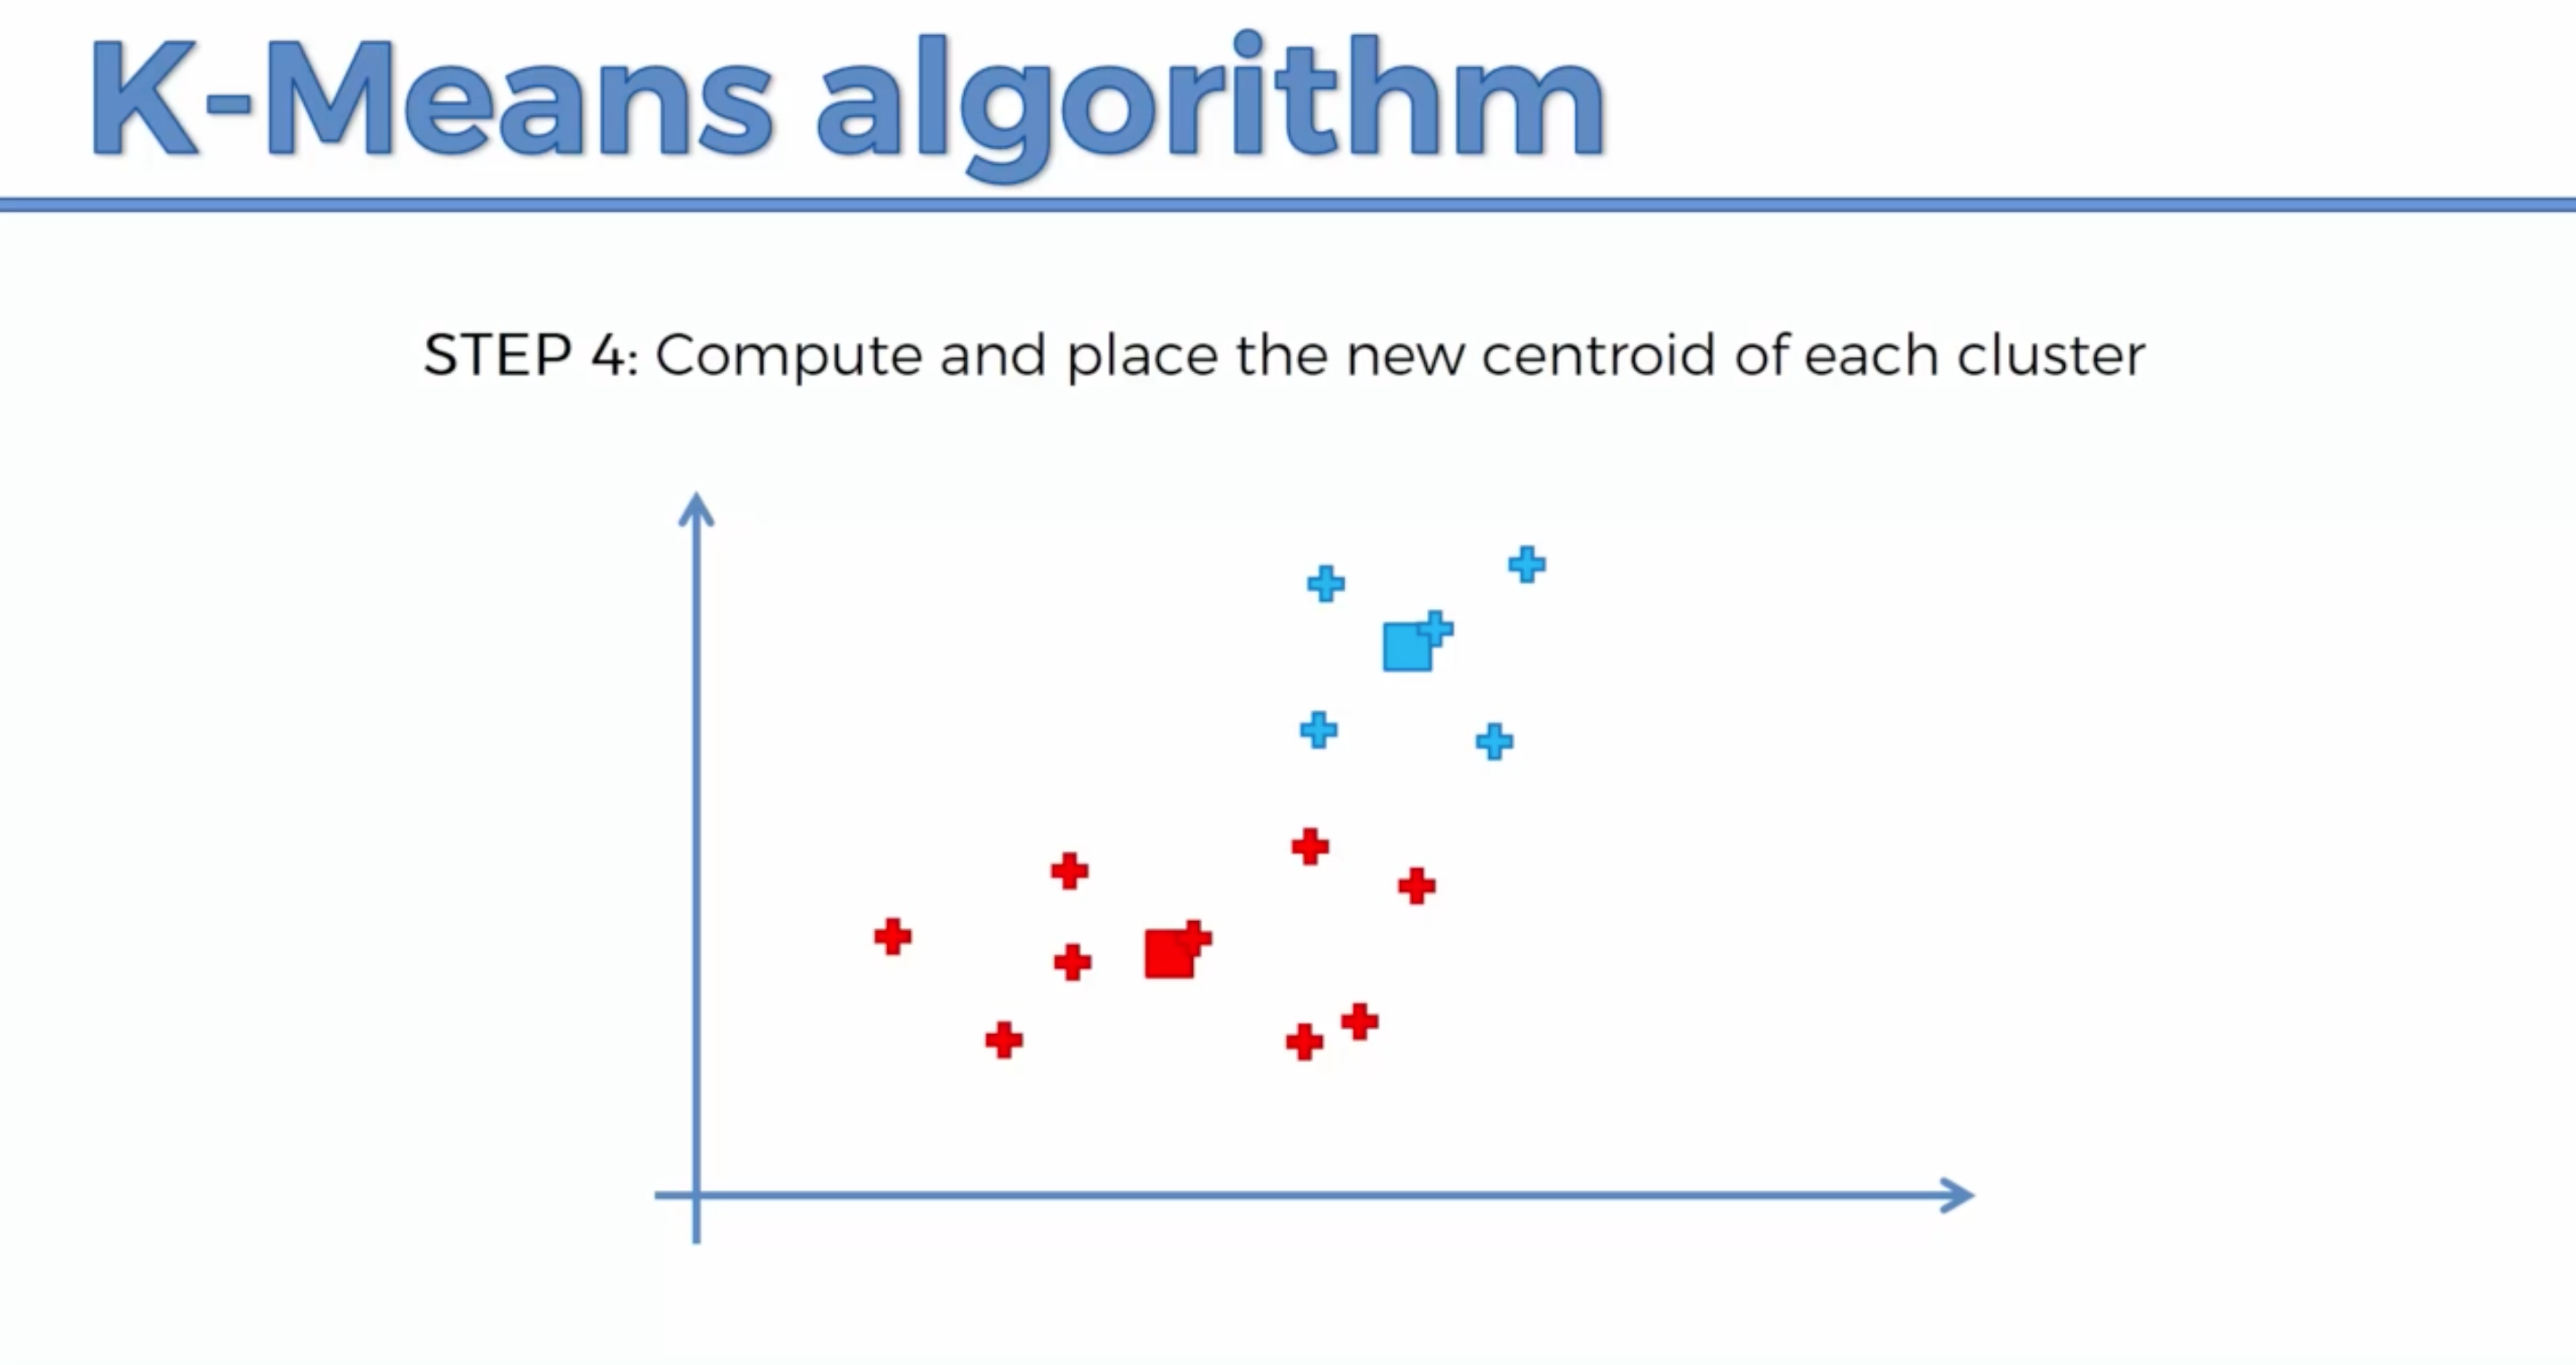 K-Means algorithm
STEP 4: Compute and place the new centroid of each cluster